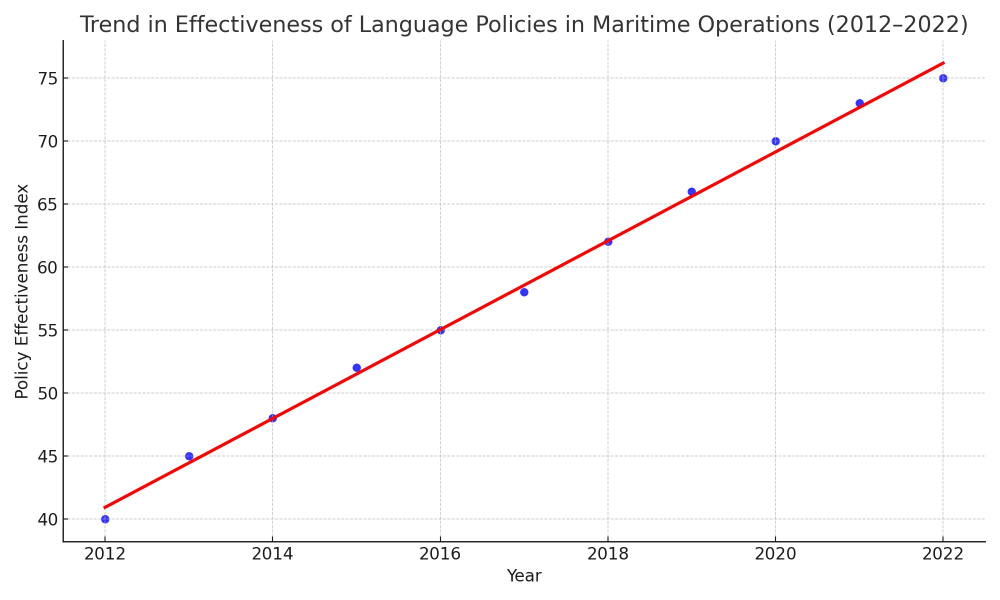 Trend in Effectiveness of Language Policies in Maritime Operations (2012–2022)
Policy Effectiveness Index
75
70
65
60
55
50
45
40
2012 2014 2016 2018 2020 2022
Year